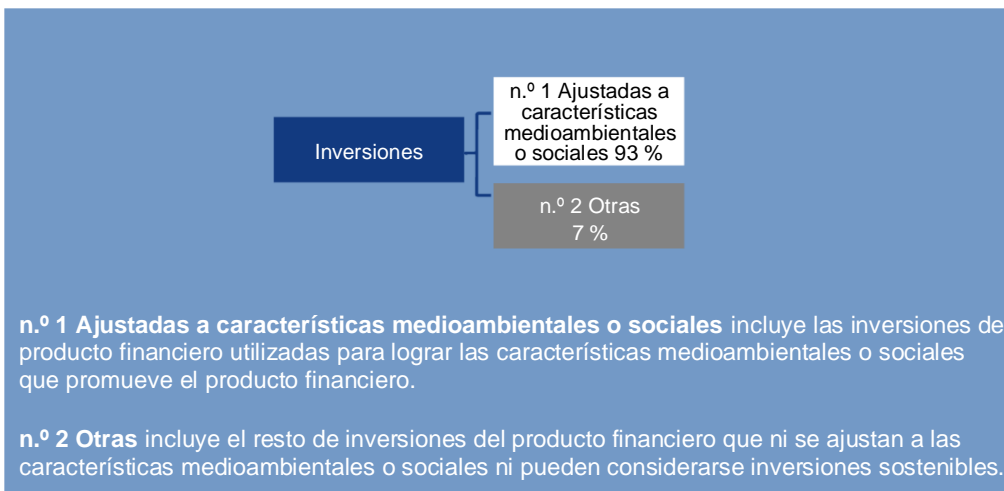 Inversiones
n.º 1 Ajustadas a
características
medioambientales
o sociales 93 %
n.º 2 Otras
7 %
n.º 1 Ajustadas a características medioambientales o sociales incluye las inversiones de
producto financiero utilizadas para lograr las características medioambientales o sociales
que promueve el producto financiero.
n.º 2 Otras incluye el resto de inversiones del producto financiero que ni se ajustan a las
características medioambientales o sociales ni pueden considerarse inversiones sostenibles.